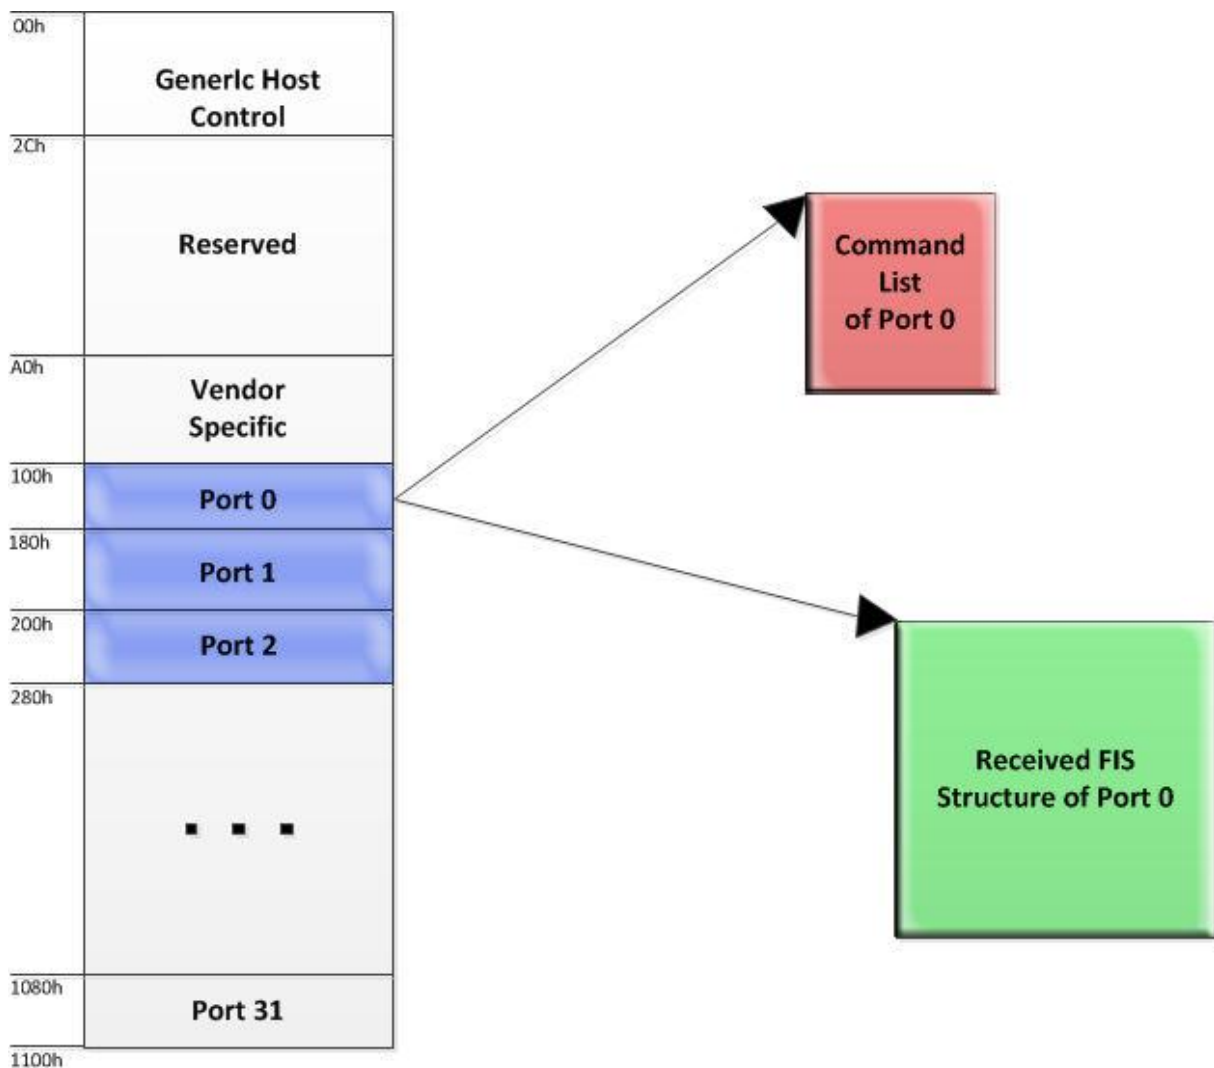 00h
Generic Host
Control
2Ch
Reserved
A0h
Vendor
Specific
100h
Port 0
180h
Port 1
200h
Port 2
280h
. . .
1080h
Port 31
1100h
Command
List
of Port 0
Received FIS
Structure of Port 0